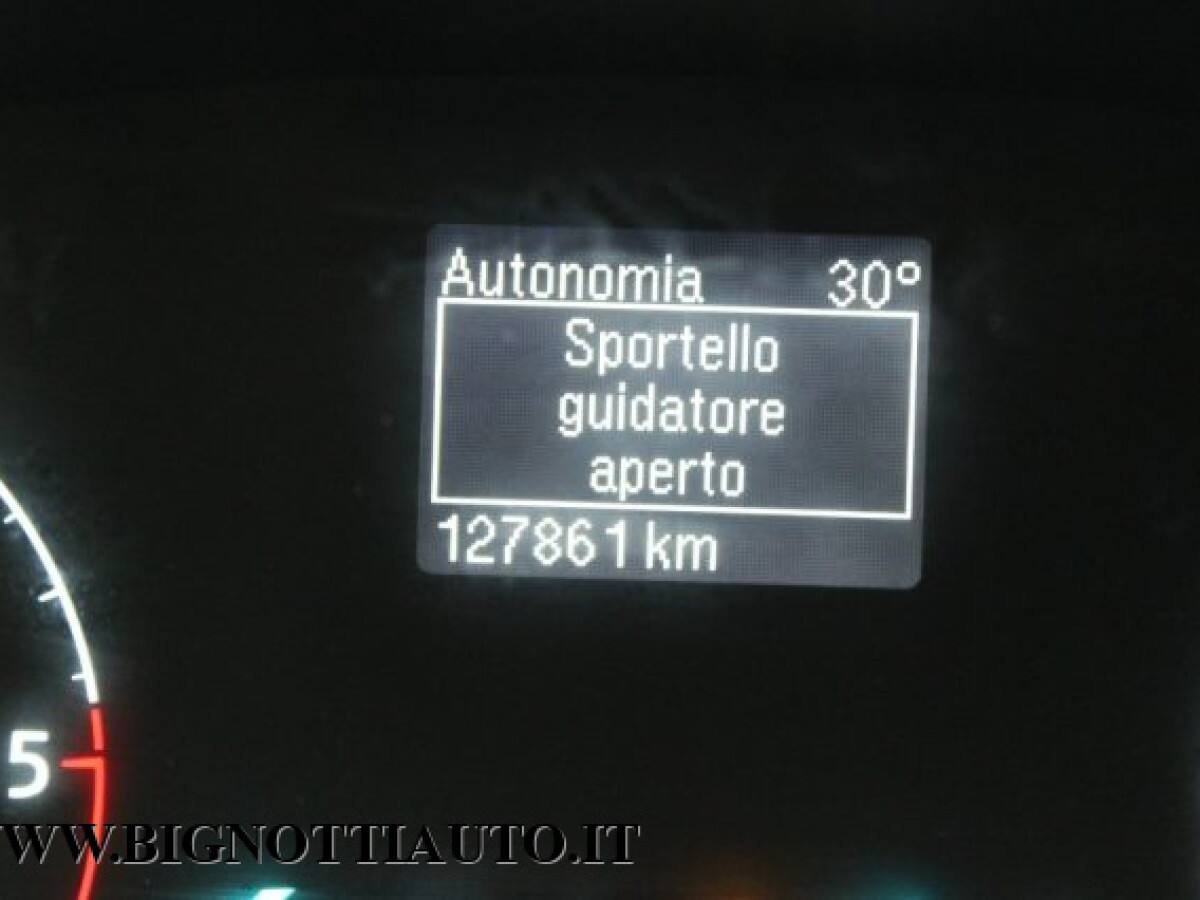 Autonomia 30°
Sportello
guidatore
aperto
127861 km
5
WWW.BIGNOTTIAUTO.IT